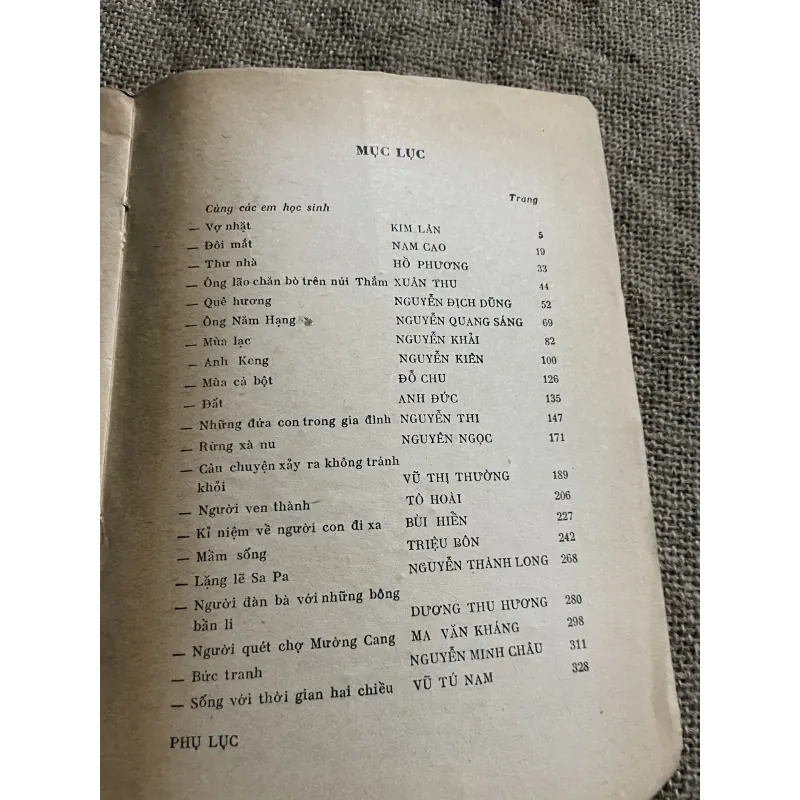 MỤC LỤC
Trang
Cùng các em học sinh
— Vợ nhặt KIM LÂN 5
— Đôi mắt NAM CAO 19
— Thư nhà HỒ PHƯƠNG 33
— Ông lão chăn bò trên núi Thắm XUÂN THU 44
— Quê hương NGUYỄN ĐỊCH DŨNG 52
— Ông Năm Hạng NGUYỄN QUANG SÁNG 69
— Mùa lạc NGUYỄN KHẢI 82
— Anh Keng NGUYỄN KIÊN 100
— Mùa cá bột ĐỖ CHU 126
— Đất ANH ĐỨC 135
— Những đứa con trong gia đình NGUYỄN THI 147
— Rừng xà nu NGUYÊN NGỌC 171
— Câu chuyện xảy ra không tránh
khỏi VŨ THỊ THƯỜNG 189
— Người ven thành TÔ HOÀI 206
— Kỉ niệm về người con đi xa BÙI HIỂN 227
— Mầm sống TRIỆU BÔN 242
— Lặng lẽ Sa Pa NGUYỄN THÀNH LONG 268
— Người đàn bà với những bông
bần li DƯƠNG THU HƯƠNG 280
— Người quét chợ Mường Cang MA VĂN KHÁNG 298
— Bức tranh NGUYỄN MINH CHÂU 311
— Sống với thời gian hai chiều VŨ TÚ NAM 328
PHỤ LỤC